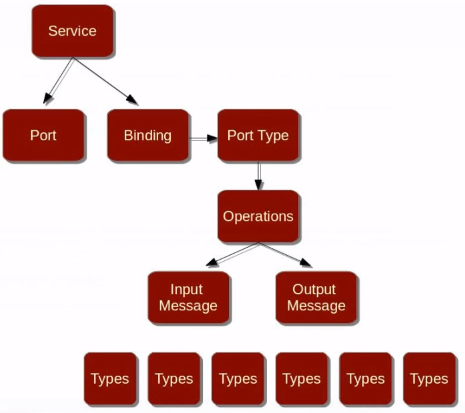 Service
Port
Binding
Port Type
Operations
Input
Message
Output
Message
Types
Types
Types
Types
Types
Types